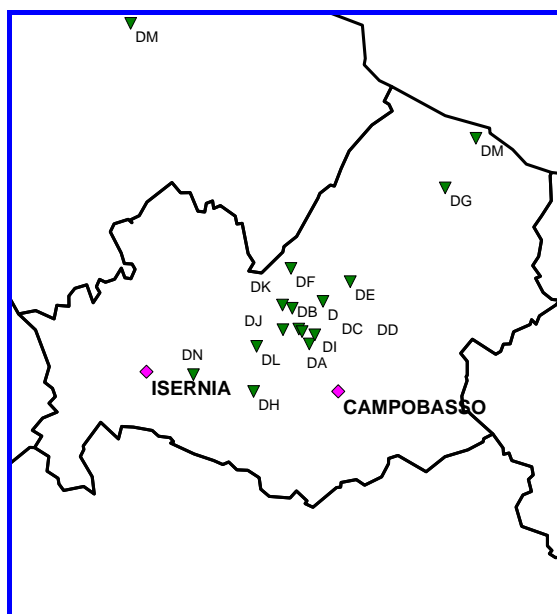 DM
DM
DG
DF
DK
DE
DB
D
DJ
DC
DD
DI
DL
DA
DN
ISERNIA
DH
CAMPOBASSO